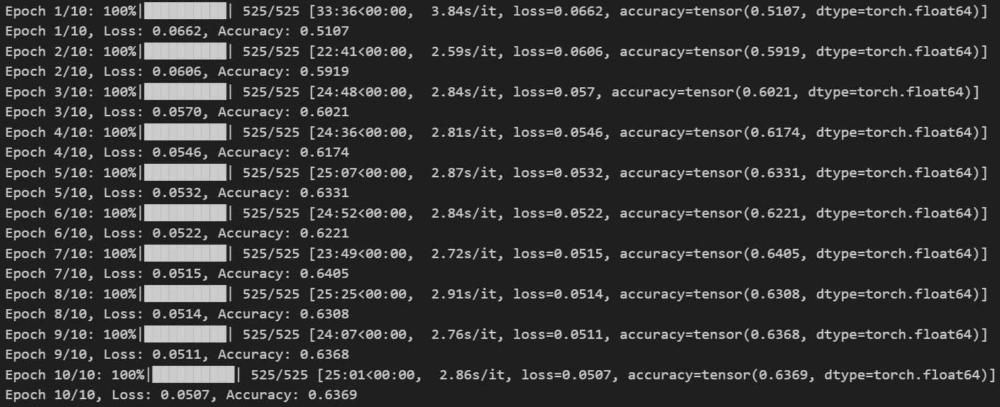 Epoch 1/10: 100%|██████████| 525/525 [33:36<00:00,  3.84s/it, loss=0.0662, accuracy=tensor(0.5107, dtype=torch.float64)]
Epoch 1/10, Loss: 0.0662, Accuracy: 0.5107
Epoch 2/10: 100%|██████████| 525/525 [22:41<00:00,  2.59s/it, loss=0.0606, accuracy=tensor(0.5919, dtype=torch.float64)]
Epoch 2/10, Loss: 0.0606, Accuracy: 0.5919
Epoch 3/10: 100%|██████████| 525/525 [24:48<00:00,  2.84s/it, loss=0.057, accuracy=tensor(0.6021, dtype=torch.float64)]
Epoch 3/10, Loss: 0.0570, Accuracy: 0.6021
Epoch 4/10: 100%|██████████| 525/525 [24:36<00:00,  2.81s/it, loss=0.0546, accuracy=tensor(0.6174, dtype=torch.float64)]
Epoch 4/10, Loss: 0.0546, Accuracy: 0.6174
Epoch 5/10: 100%|██████████| 525/525 [25:07<00:00,  2.87s/it, loss=0.0532, accuracy=tensor(0.6331, dtype=torch.float64)]
Epoch 5/10, Loss: 0.0532, Accuracy: 0.6331
Epoch 6/10: 100%|██████████| 525/525 [24:52<00:00,  2.84s/it, loss=0.0522, accuracy=tensor(0.6221, dtype=torch.float64)]
Epoch 6/10, Loss: 0.0522, Accuracy: 0.6221
Epoch 7/10: 100%|██████████| 525/525 [23:49<00:00,  2.72s/it, loss=0.0515, accuracy=tensor(0.6405, dtype=torch.float64)]
Epoch 7/10, Loss: 0.0515, Accuracy: 0.6405
Epoch 8/10: 100%|██████████| 525/525 [25:25<00:00,  2.91s/it, loss=0.0514, accuracy=tensor(0.6308, dtype=torch.float64)]
Epoch 8/10, Loss: 0.0514, Accuracy: 0.6308
Epoch 9/10: 100%|██████████| 525/525 [24:07<00:00,  2.76s/it, loss=0.0511, accuracy=tensor(0.6368, dtype=torch.float64)]
Epoch 9/10, Loss: 0.0511, Accuracy: 0.6368
Epoch 10/10: 100%|██████████| 525/525 [25:01<00:00,  2.86s/it, loss=0.0507, accuracy=tensor(0.6369, dtype=torch.float64)]
Epoch 10/10, Loss: 0.0507, Accuracy: 0.6369